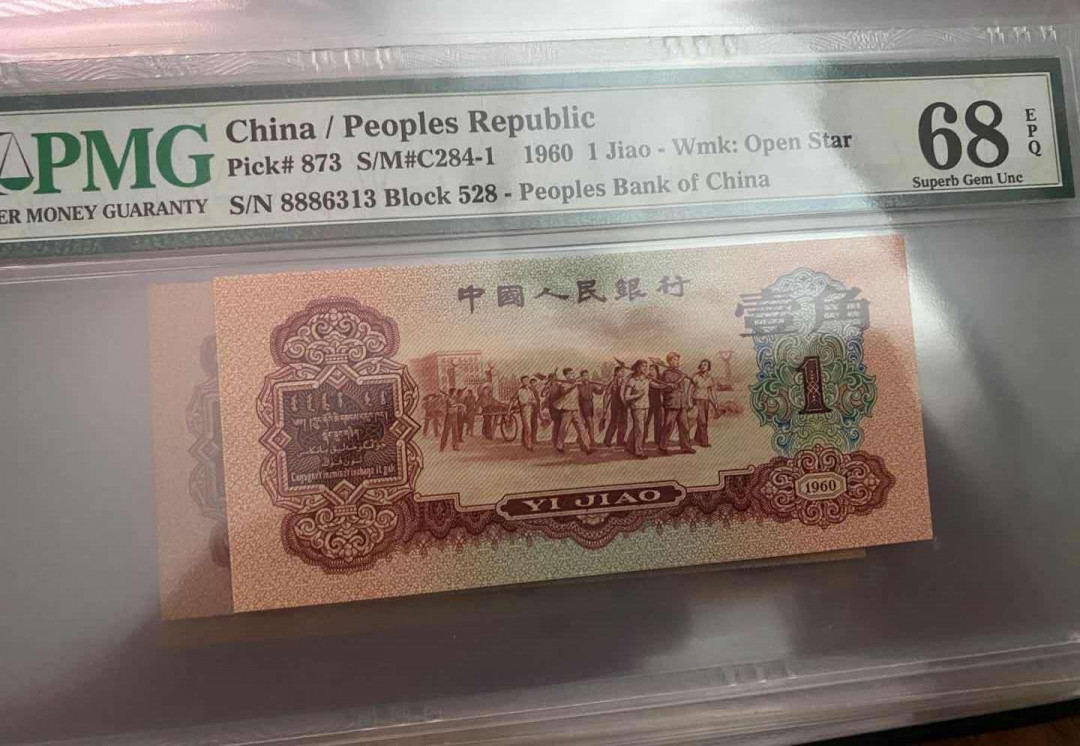 PMG
ER MONEY GUARANTY
China / Peoples Republic
Pick# 873 S/M#C284-1 1960 1 Jiao - Wmk: Open Star
S/N 8886313 Block 528 - Peoples Bank of China
68
EPQ
Superb Gem Unc
中國人民銀行
壹角
1
YI JIAO
1960